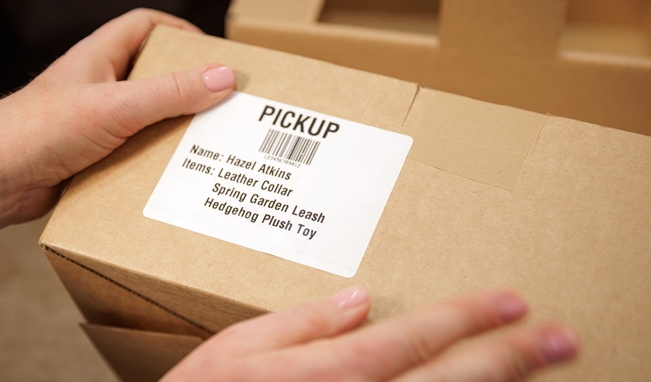 PICKUP
Name: Hazel Atkins
Items: Leather Collar
Spring Garden Leash
Hedgehog Plush Toy